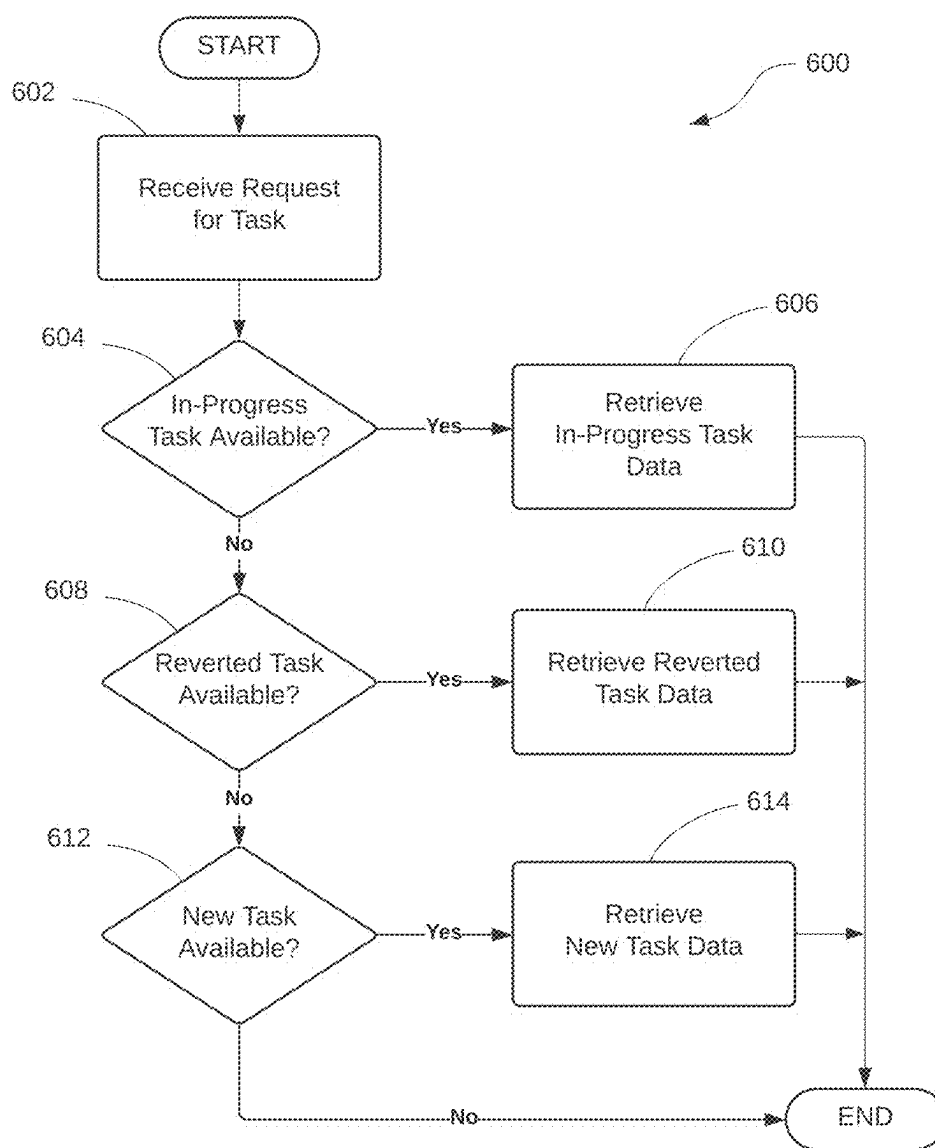 START
600
602
Receive Request
for Task
604
In-Progress
Task Available?
Yes
606
Retrieve
In-Progress Task
Data
No
608
Reverted Task
Available?
Yes
610
Retrieve Reverted
Task Data
No
612
New Task
Available?
Yes
614
Retrieve
New Task Data
No
END